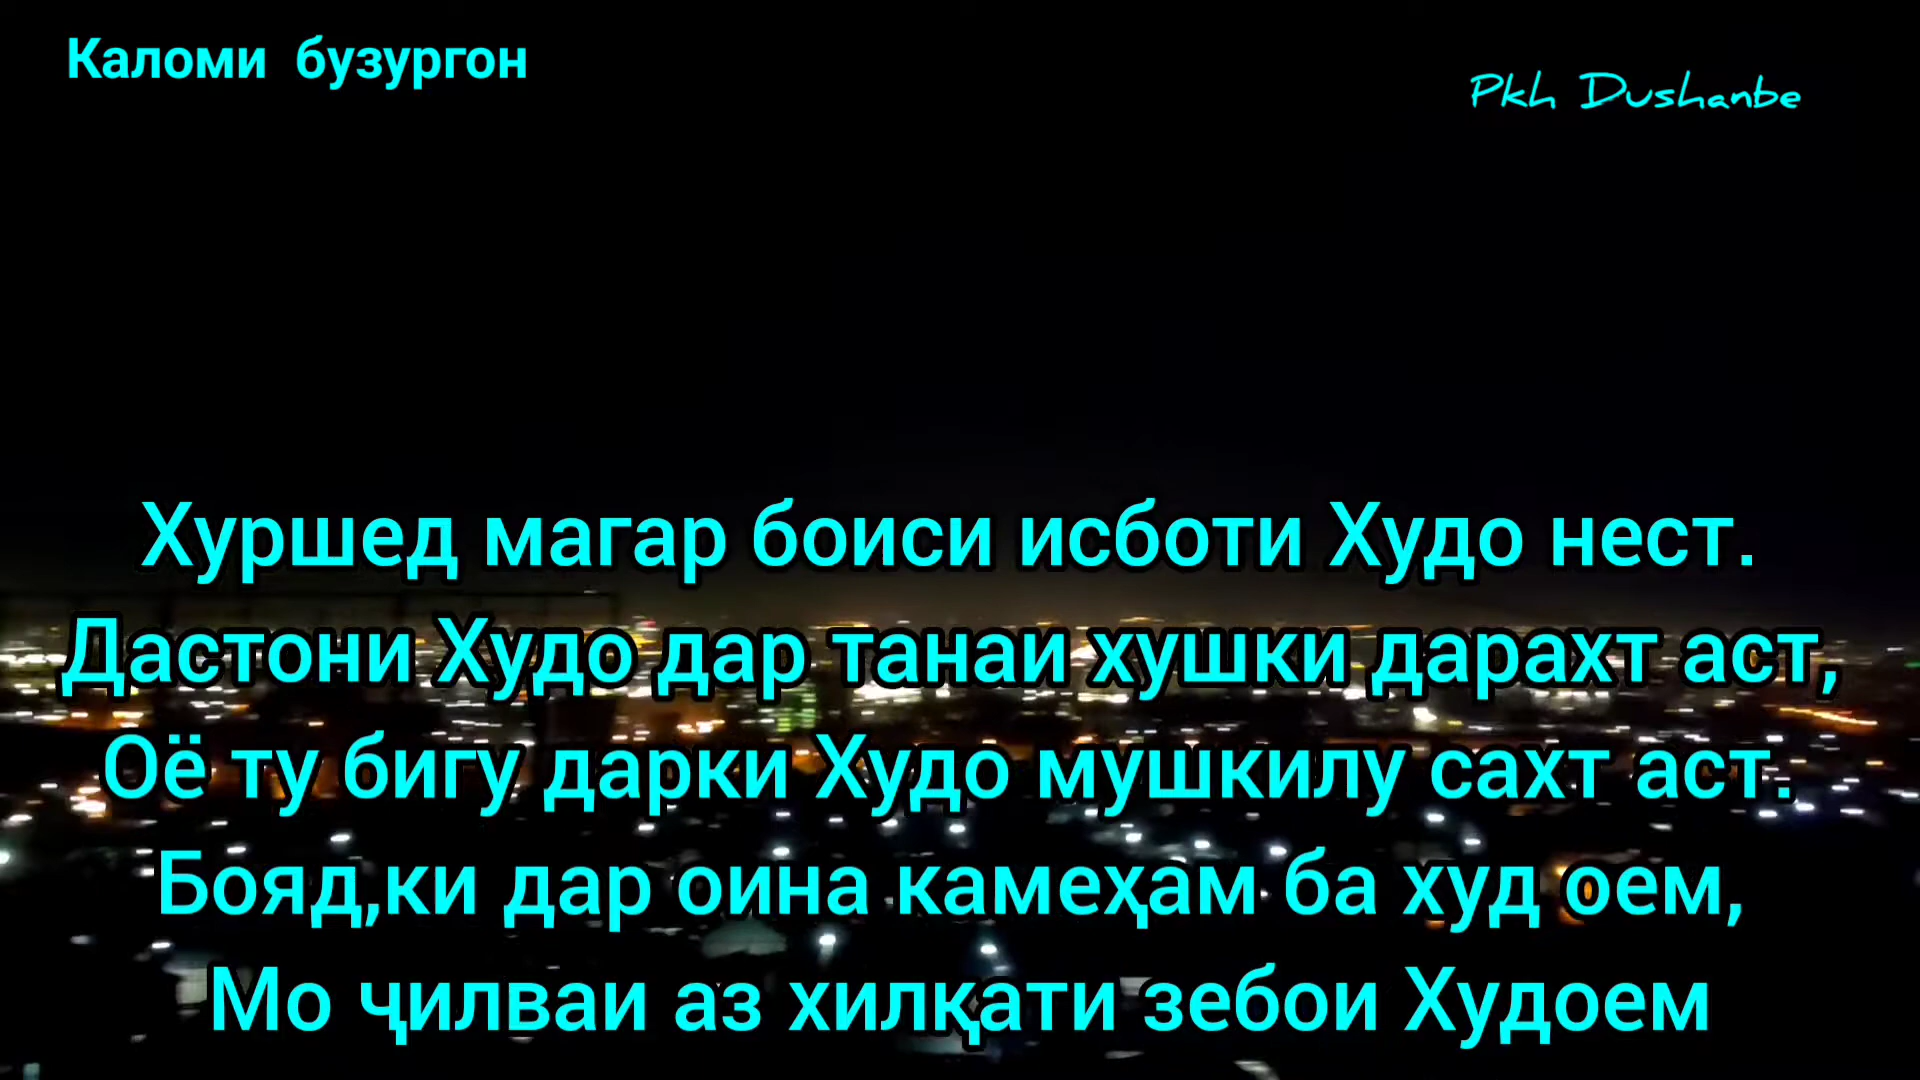 Каломи бузургон
Pkh Dushanbe
Хуршед магар боиси исботи Худо нест.
Дастони Худо дар танаи хушки дарахт аст,
Оё ту бигу дарки Худо мушкилу сахт аст.
Бояд,ки дар оина камеҳам ба худ оем,
Мо ҷилваи аз хилқати зебои Худоем